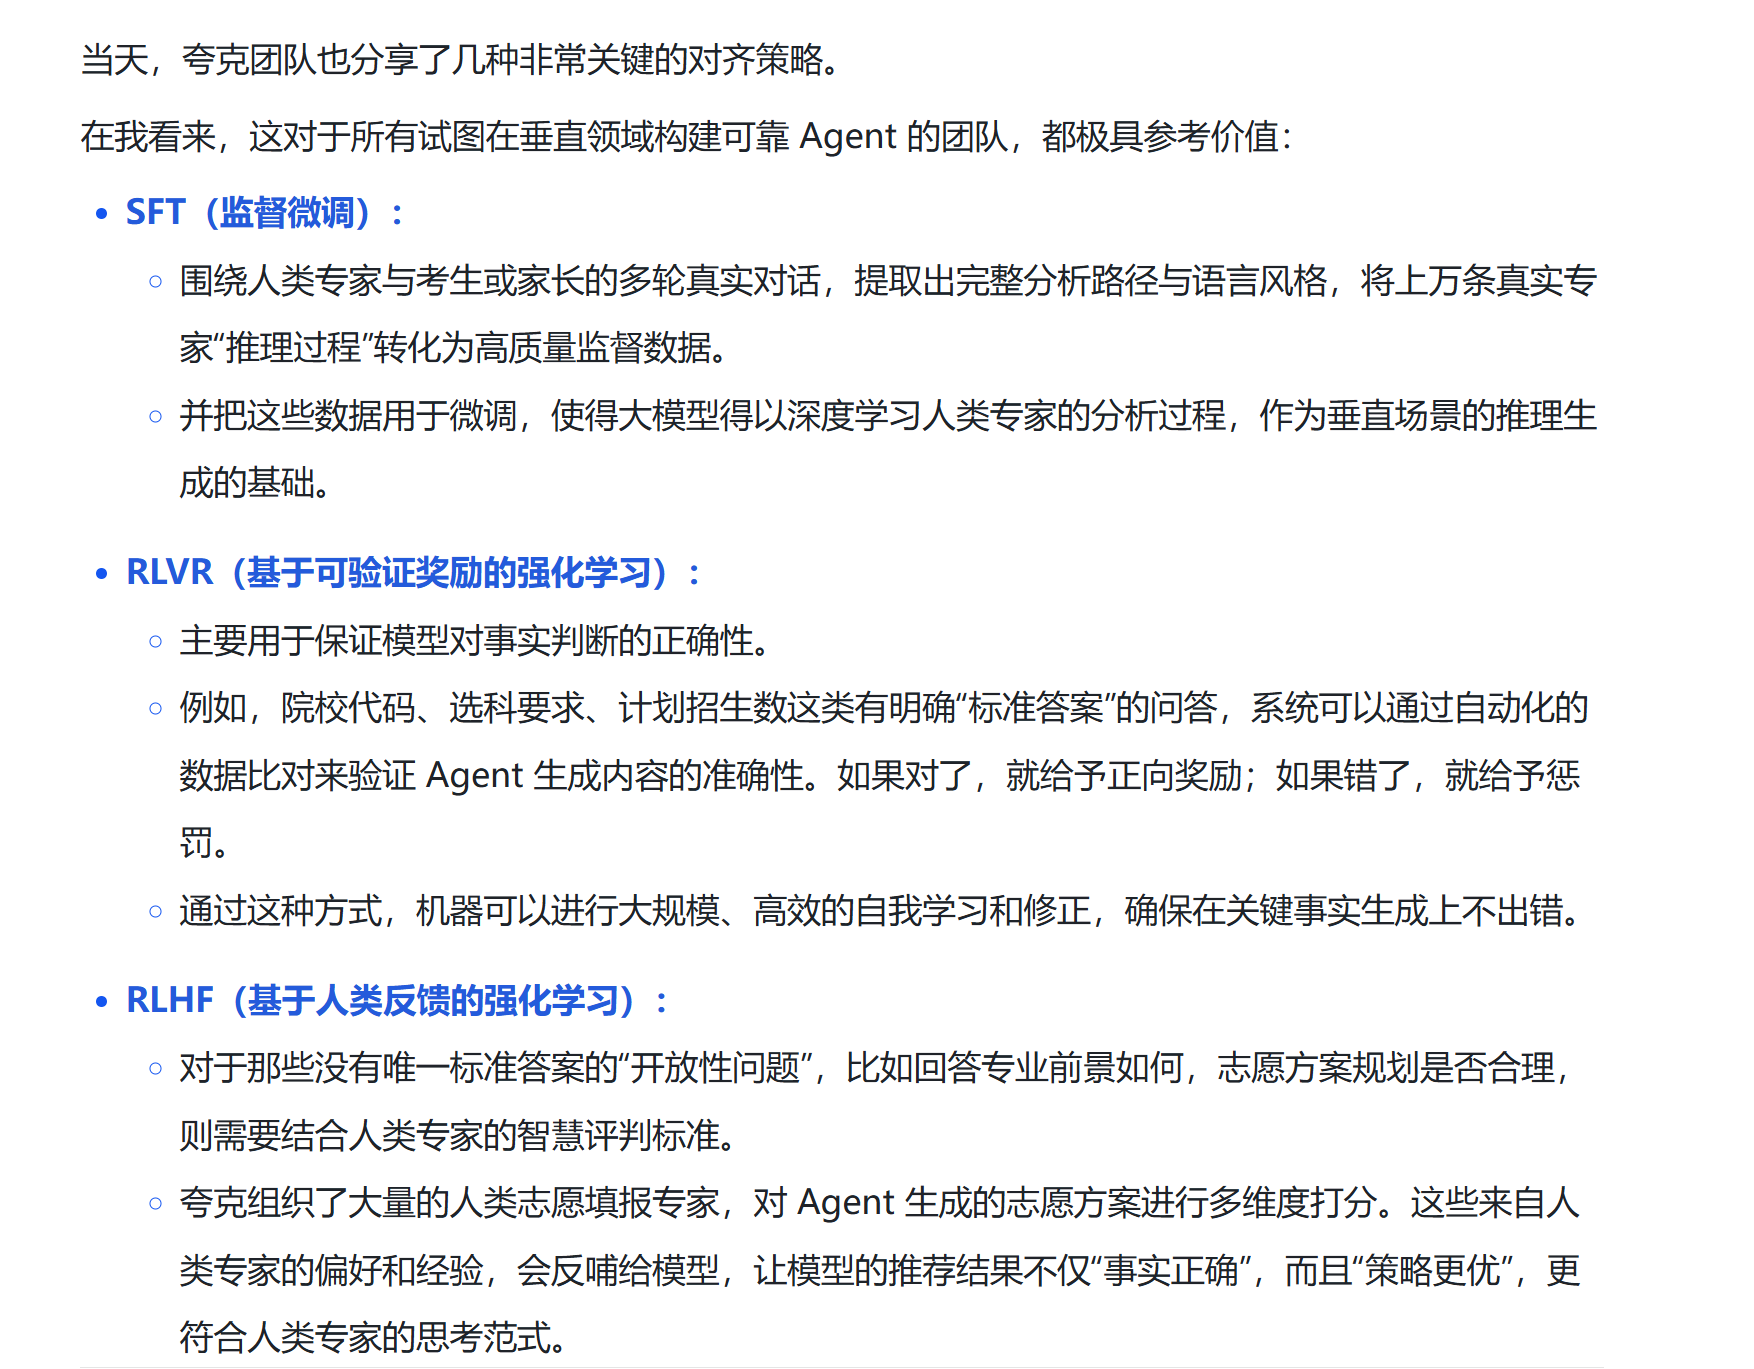 当天，夸克团队也分享了几种非常关键的对齐策略。
在我看来，这对于所有试图在垂直领域构建可靠 Agent 的团队，都极具参考价值：
• SFT（监督微调）：
○ 围绕人类专家与考生或家长的多轮真实对话，提取出完整分析路径与语言风格，将上万条真实专
家“推理过程”转化为高质量监督数据。
○ 并把这些数据用于微调，使得大模型得以深度学习人类专家的分析过程，作为垂直场景的推理生
成的基础。
• RLVR（基于可验证奖励的强化学习）：
○ 主要用于保证模型对事实判断的正确性。
○ 例如，院校代码、选科要求、计划招生数这类有明确“标准答案”的问答，系统可以通过自动化的
数据比对来验证 Agent 生成内容的准确性。如果对了，就给予正向奖励；如果错了，就给予惩
罚。
○ 通过这种方式，机器可以进行大规模、高效的自我学习和修正，确保在关键事实生成上不出错。
• RLHF（基于人类反馈的强化学习）：
○ 对于那些没有唯一标准答案的“开放性问题”，比如回答专业前景如何，志愿方案规划是否合理，
则需要结合人类专家的智慧评判标准。
○ 夸克组织了大量的人类志愿填报专家，对 Agent 生成的志愿方案进行多维度打分。这些来自人
类专家的偏好和经验，会反哺给模型，让模型的推荐结果不仅“事实正确”，而且“策略更优”，更
符合人类专家的思考范式。